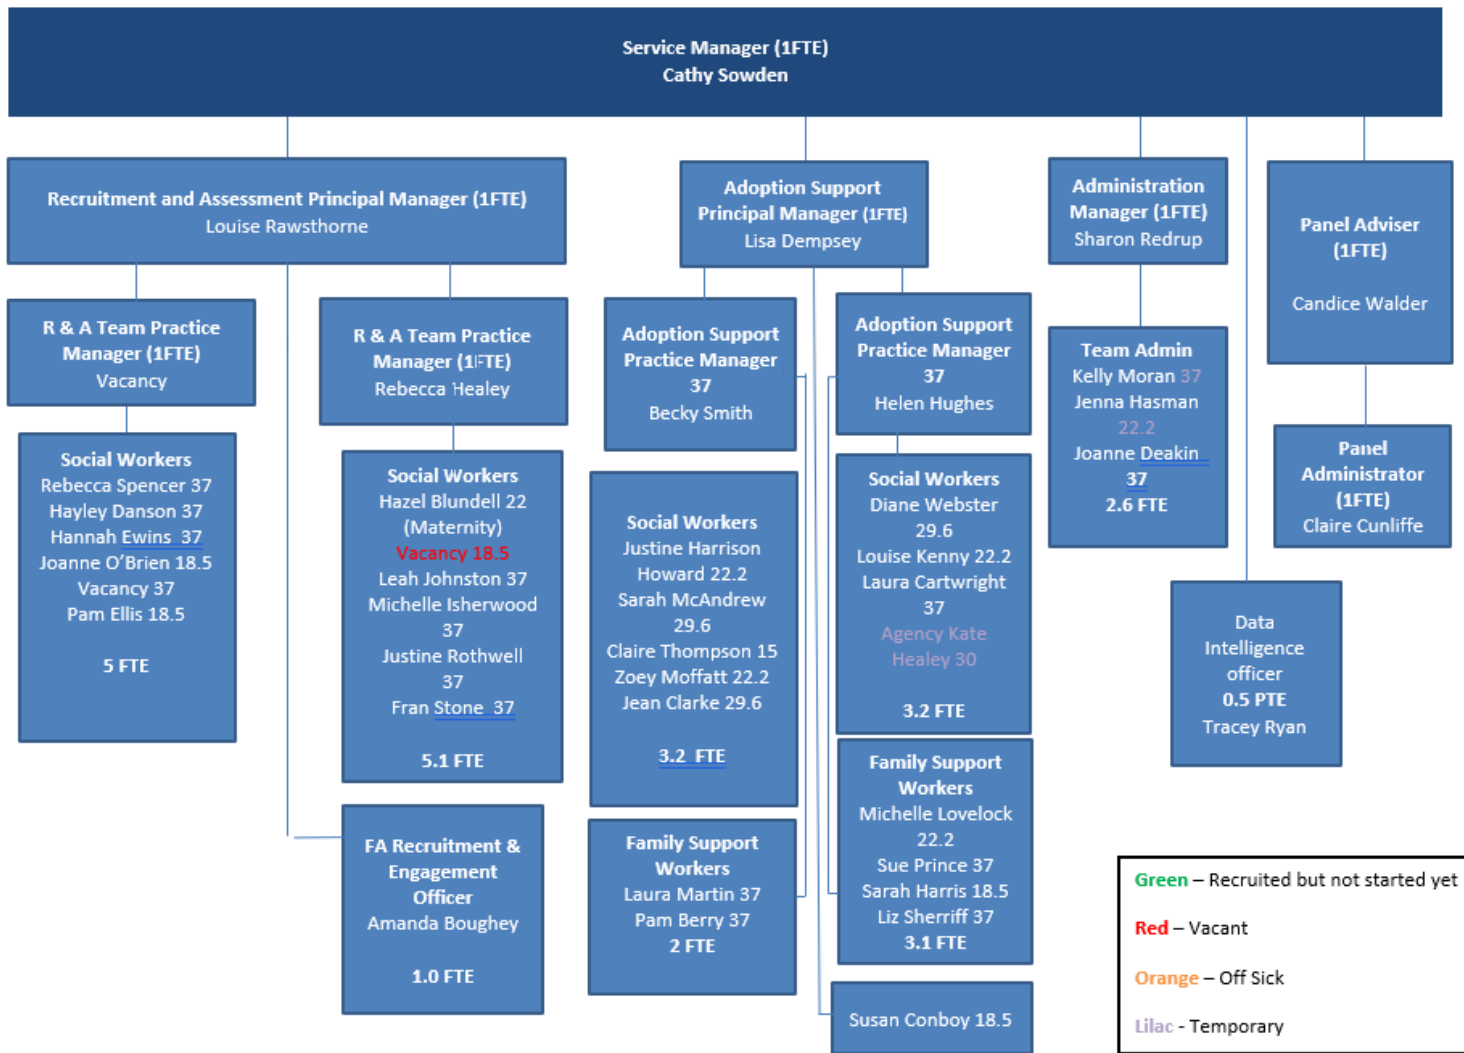 Service Manager (1FTE)
Cathy Sowden
Recruitment and Assessment Principal Manager (1FTE)
Louise Rawsthorne
Adoption Support
Principal Manager (1FTE)
Lisa Dempsey
Administration
Manager (1FTE)
Sharon Redrup
Panel Adviser
(1FTE)
Candice Walder
R & A Team Practice
Manager (1FTE)
Vacancy
R & A Team Practice
Manager (1FTE)
Rebecca Healey
Adoption Support
Practice Manager
37
Becky Smith
Adoption Support
Practice Manager
37
Helen Hughes
Team Admin
Kelly Moran 37
Jenna Hasman
22.2
Joanne Deakin
37
2.6 FTE
Panel
Administrator
(1FTE)
Claire Cunliffe
Social Workers
Rebecca Spencer 37
Hayley Danson 37
Hannah Ewins 37
Joanne O'Brien 18.5
Vacancy 37
Pam Ellis 18.5
5 FTE
Social Workers
Hazel Blundell 22
(Maternity)
Vacancy 18.5
Leah Johnston 37
Michelle Isherwood
37
Justine Rothwell
37
Fran Stone 37
5.1 FTE
Social Workers
Justine Harrison
Howard 22.2
Sarah McAndrew
29.6
Claire Thompson 15
Zoey Moffatt 22.2
Jean Clarke 29.6
3.2 FTE
Social Workers
Diane Webster
29.6
Louise Kenny 22.2
Laura Cartwright
37
Agency Kate
Healey 30
3.2 FTE
Data
Intelligence
officer
0.5 PTE
Tracey Ryan
FA Recruitment &
Engagement
Officer
Amanda Boughey
1.0 FTE
Family Support
Workers
Laura Martin 37
Pam Berry 37
2 FTE
Family Support
Workers
Michelle Lovelock
22.2
Sue Prince 37
Sarah Harris 18.5
Liz Sherriff 37
3.1 FTE
Susan Conboy 18.5
Green – Recruited but not started yet
Red – Vacant
Orange – Off Sick
Lilac - Temporary